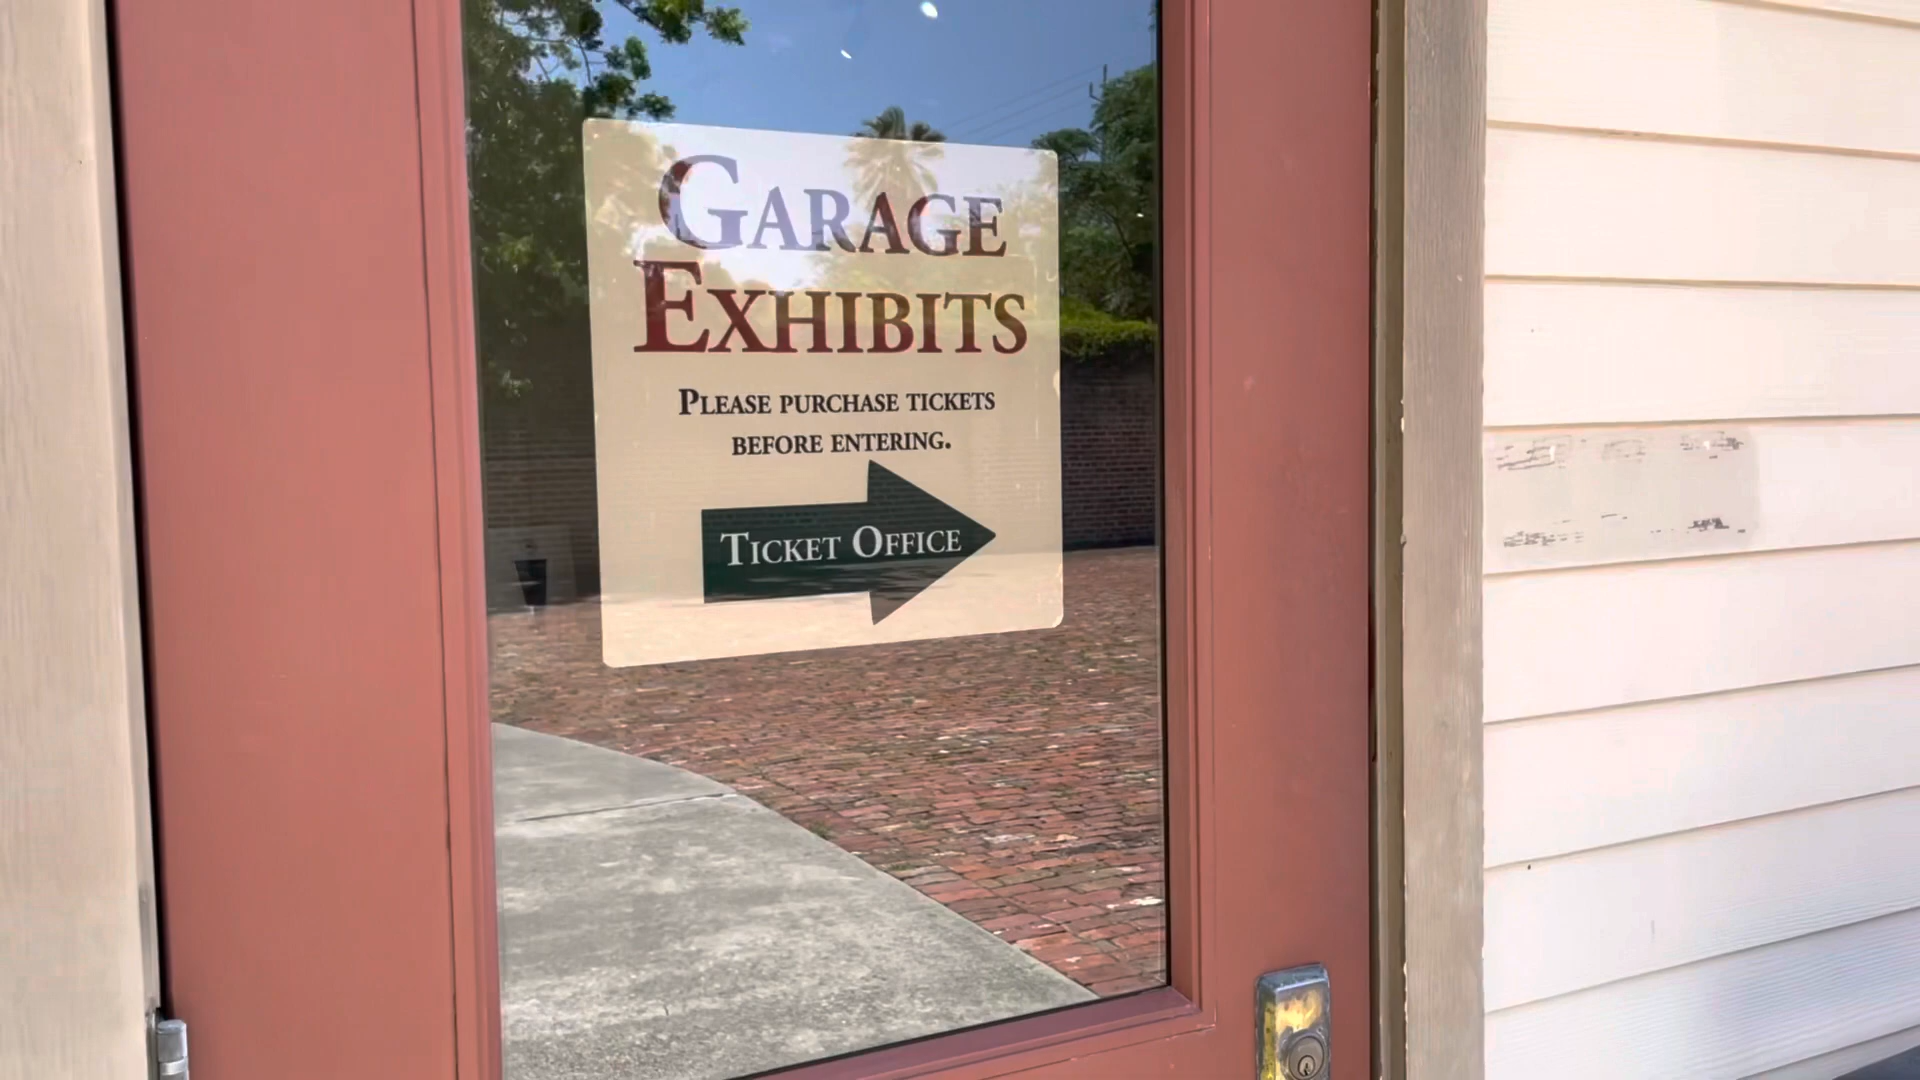 GARAGE
EXHIBITS
PLEASE PURCHASE TICKETS
BEFORE ENTERING.
TICKET OFFICE